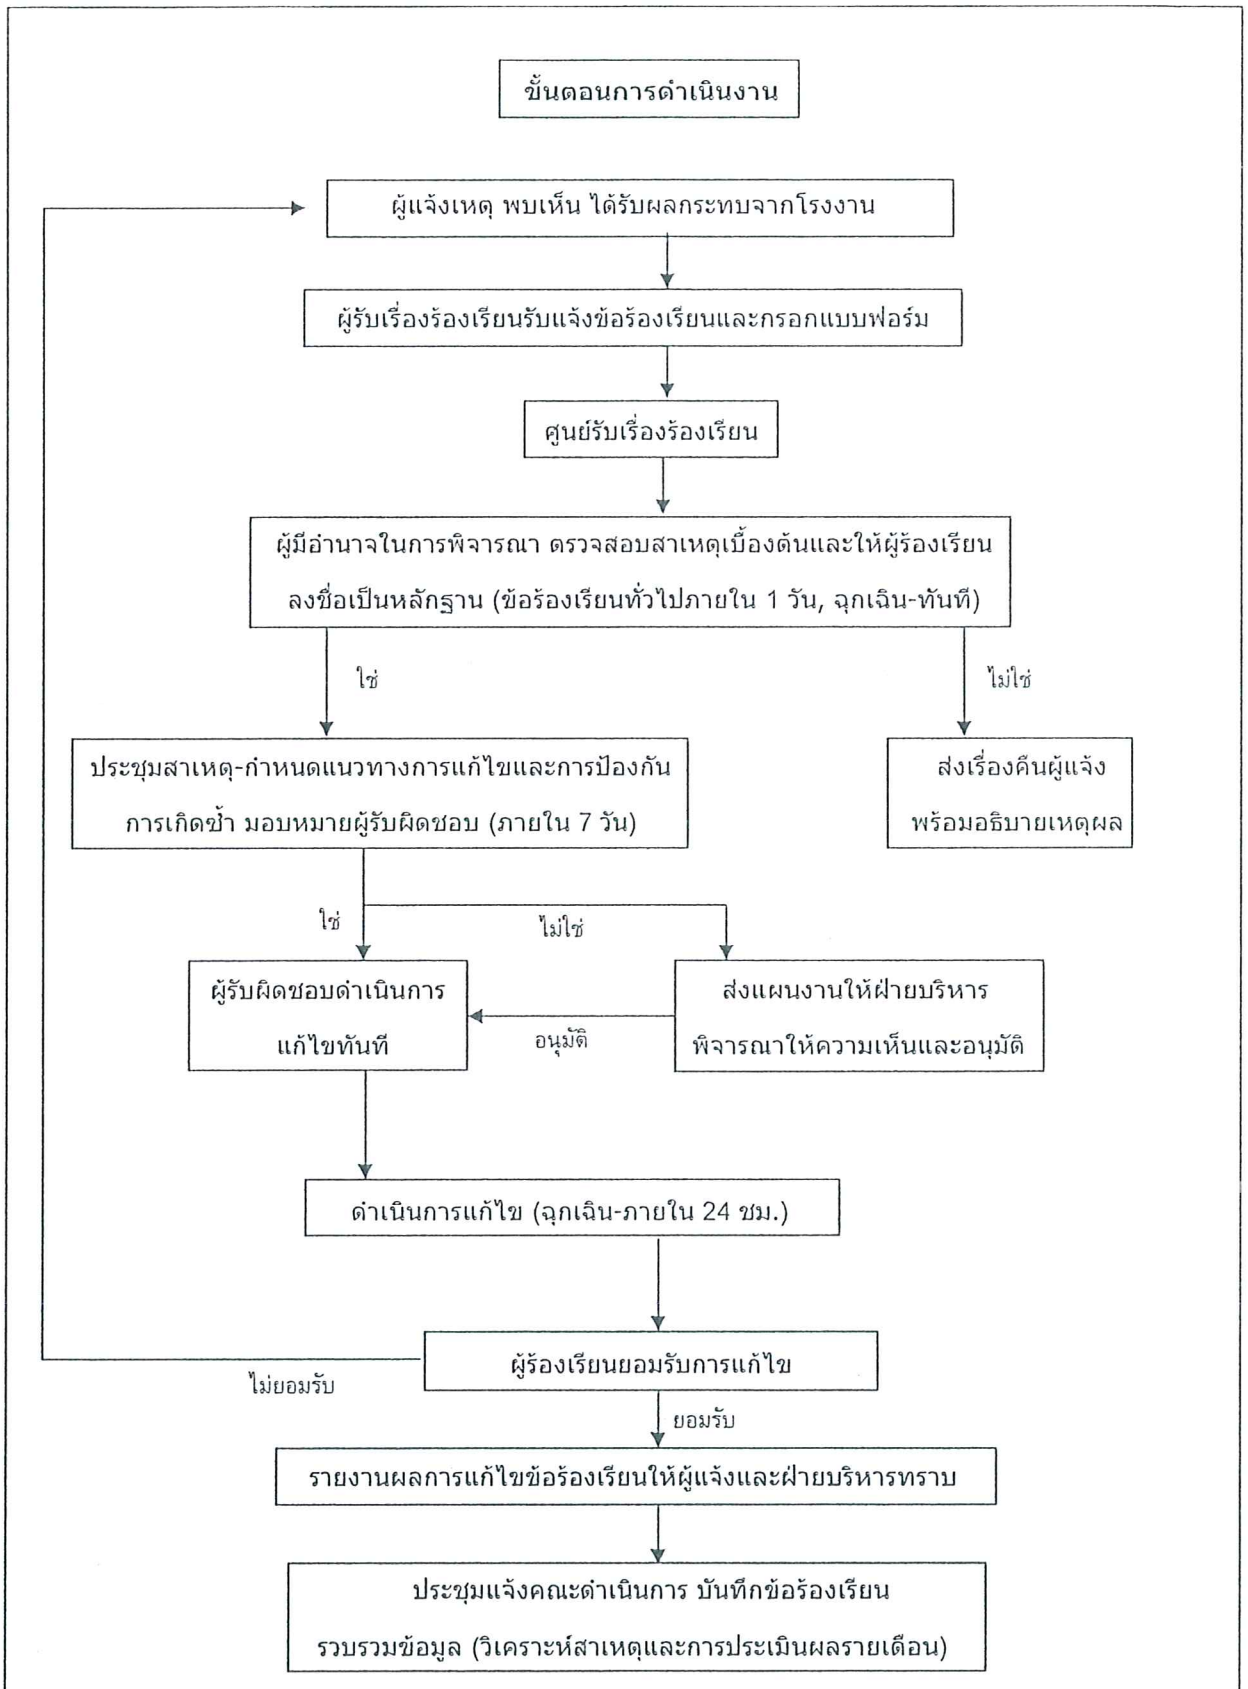 ขั้นตอนการดำเนินงาน
ผู้แจ้งเหตุ พบเห็น ได้รับผลกระทบจากโรงงาน
ผู้รับเรื่องร้องเรียนรับแจ้งข้อร้องเรียนและกรอกแบบฟอร์ม
ศูนย์รับเรื่องร้องเรียน
ผู้มีอำนาจในการพิจารณา ตรวจสอบสาเหตุเบื้องต้นและให้ผู้ร้องเรียน
ลงชื่อเป็นหลักฐาน (ข้อร้องเรียนทั่วไปภายใน 1 วัน, ฉุกเฉิน-ทันที)
ใช่
ไม่ใช่
ประชุมสาเหตุ-กำหนดแนวทางการแก้ไขและการป้องกัน
การเกิดซ้ำ มอบหมายผู้รับผิดชอบ (ภายใน 7 วัน)
ส่งเรื่องคืนผู้แจ้ง
พร้อมอธิบายเหตุผล
ใช่
ไม่ใช่
ผู้รับผิดชอบดำเนินการ
แก้ไขทันที
อนุมัติ
ส่งแผนงานให้ฝ่ายบริหาร
พิจารณาให้ความเห็นและอนุมัติ
ดำเนินการแก้ไข (ฉุกเฉิน-ภายใน 24 ชม.)
ผู้ร้องเรียนยอมรับการแก้ไข
ไม่ยอมรับ
ยอมรับ
รายงานผลการแก้ไขข้อร้องเรียนให้ผู้แจ้งและฝ่ายบริหารทราบ
ประชุมแจ้งคณะดำเนินการ บันทึกข้อร้องเรียน
รวบรวมข้อมูล (วิเคราะห์สาเหตุและการประเมินผลรายเดือน)